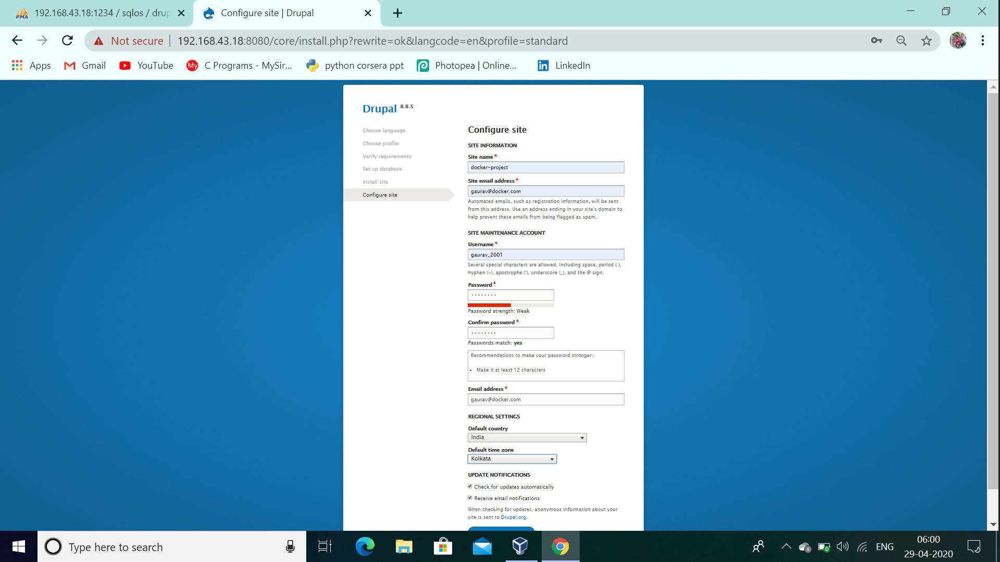 PMA 192.168.43.18:1234 / sqlos / drup
Configure site | Drupal
Not secure 192.168.43.18:8080/core/install.php?rewrite=ok&langcode=en&profile=standard
Apps
Gmail
YouTube
My C Programs - MySir...
python corsera ppt
Photopea | Online...
in LinkedIn
Drupal 8.8.5
Choose language
Choose profile
Verify requirements
Set up database
Install site
Configure site
Configure site
SITE INFORMATION
Site name *
docker-project
Site email address *
gaurav@docker.com
Automated emails, such as registration information, will be sent
from this address. Use an address ending in your site's domain to
help prevent these emails from being flagged as spam.
SITE MAINTENANCE ACCOUNT
Username *
gaurav_2001
Several special characters are allowed, including space, period (.),
hyphen (-), apostrophe ('), underscore (_), and the @ sign.
Password *
........
Password strength: Weak
Confirm password *
........
Passwords match: yes
Recommendations to make your password stronger:
• Make it at least 12 characters
Email address *
gaurav@docker.com
REGIONAL SETTINGS
Default country
India
Default time zone
Kolkata
UPDATE NOTIFICATIONS
Check for updates automatically
Receive email notifications
When checking for updates, anonymous information about your
site is sent to Drupal.org.
Type here to search
ENG
06:00
29-04-2020